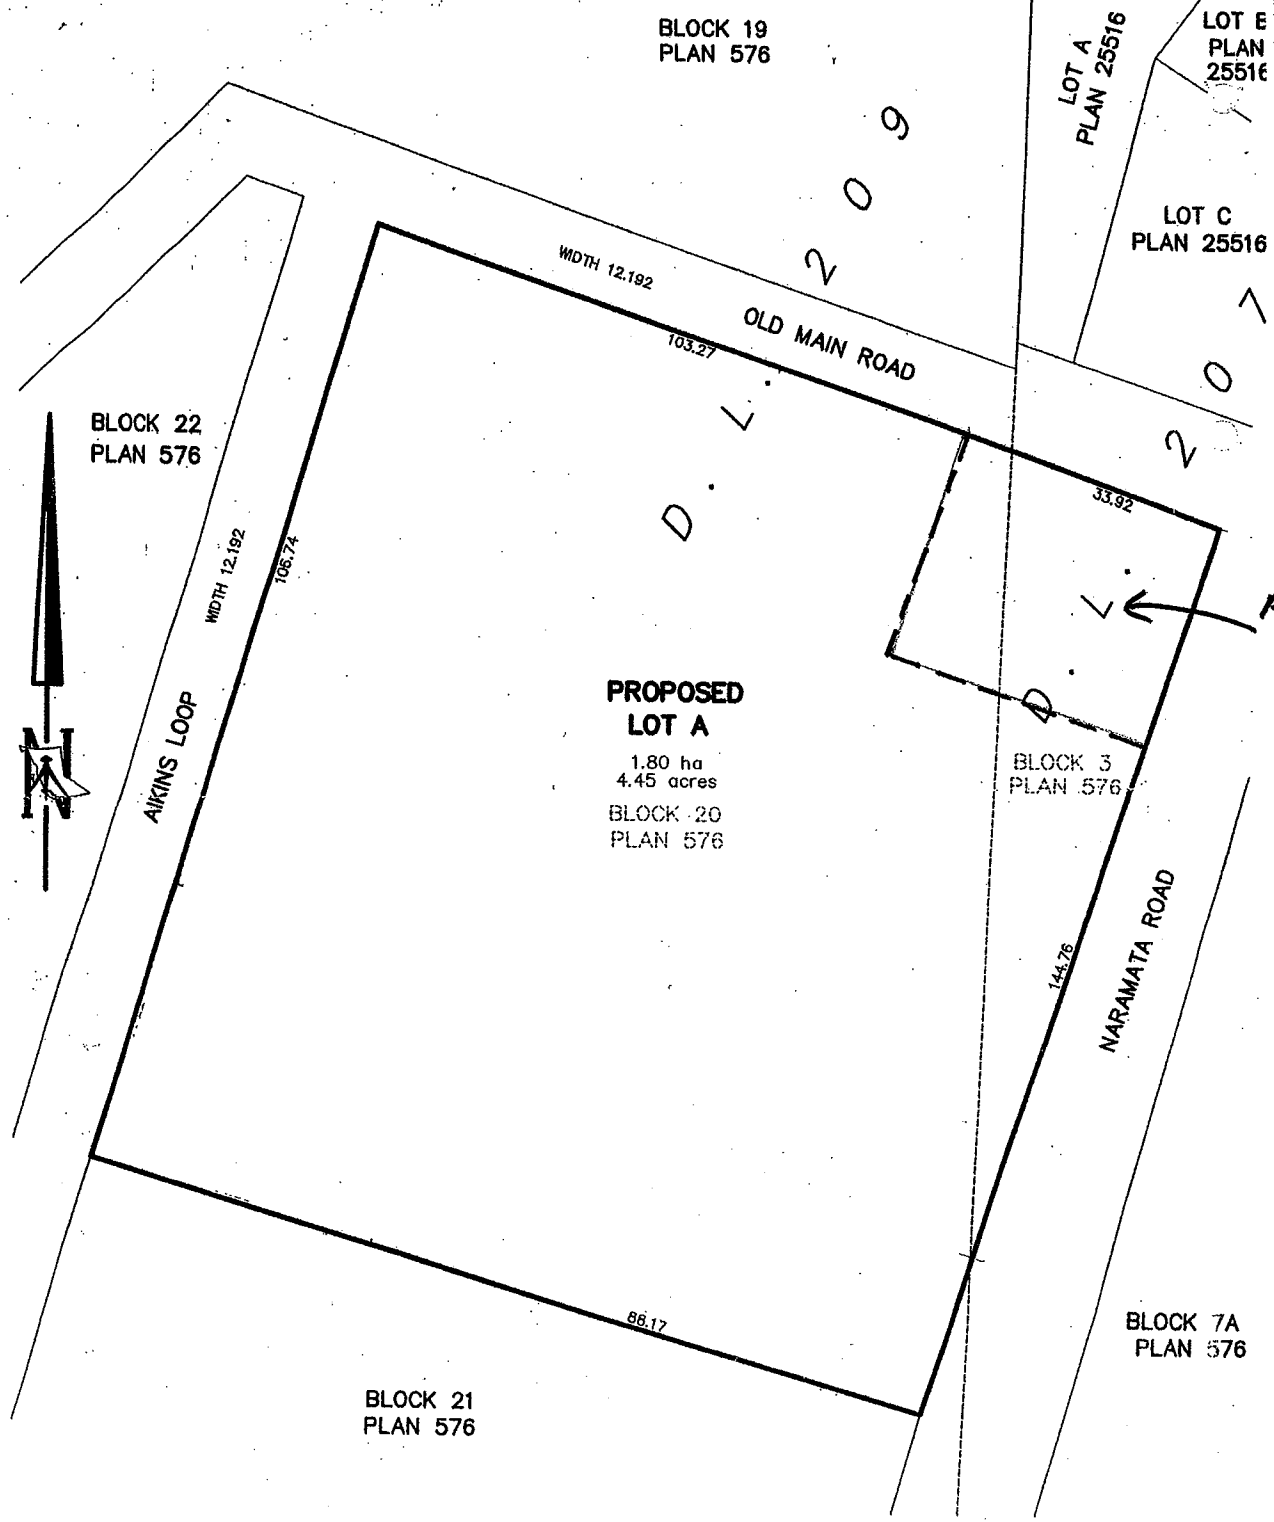 BLOCK 19
PLAN 576
LOT A
PLAN 25516
PLAN
25516
LOT C
PLAN 25516
D. L. 209
WIDTH 12.192
OLD MAIN ROAD
103.27
D. L. 207
33.92
BLOCK 22
PLAN 576
WIDTH 12.192
106.74
AIKINS LOOP
N
PROPOSED
LOT A
1.80 ha
4.45 acres
BLOCK 20
PLAN 576
BLOCK 3
PLAN 576
144.76
NARAMATA ROAD
88.17
BLOCK 21
PLAN 576
BLOCK 7A
PLAN 576